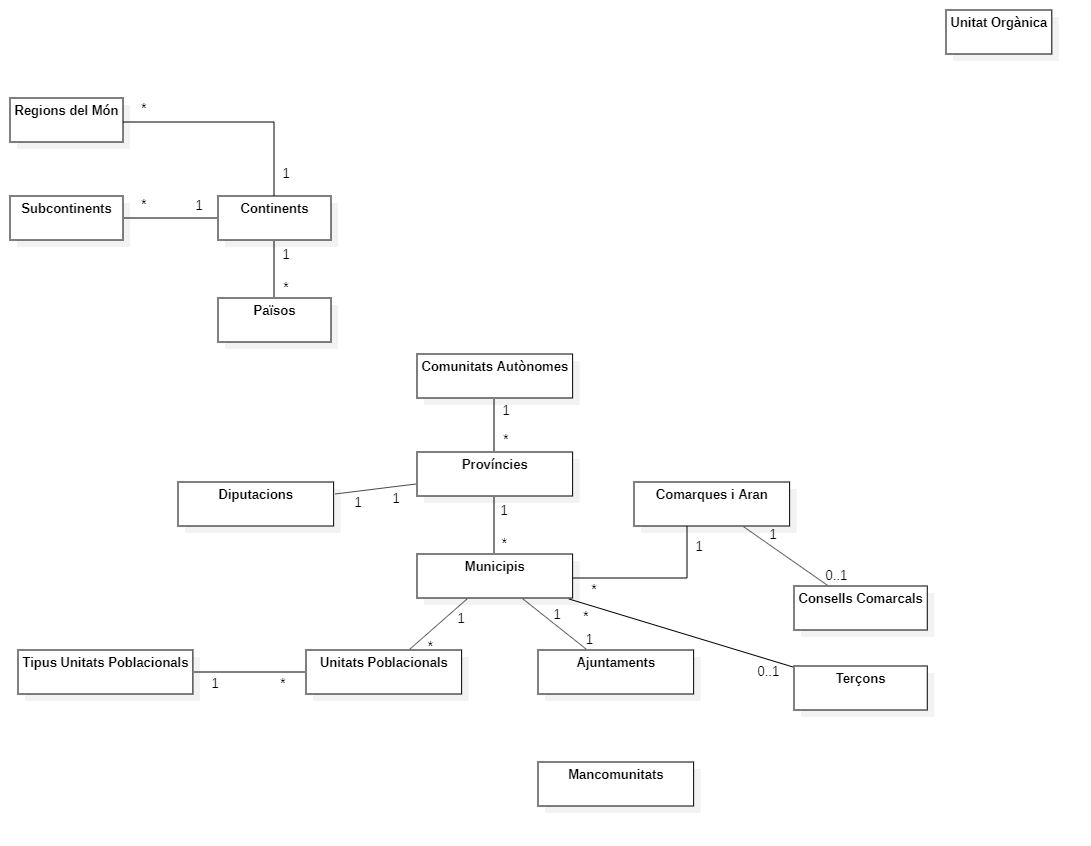 Unitat Orgànica
Regions del Món
*
1
Subcontinents
*
1
Continents
1
*
Països
Comunitats Autònomes
1
*
Províncies
Diputacions
1
1
Comarques i Aran
1
*
Municipis
1
*
1
0..1
Consells Comarcals
1
*
1
1
*
0..1
Tipus Unitats Poblacionals
1
*
Unitats Poblacionals
Ajuntaments
Terçons
Mancomunitats